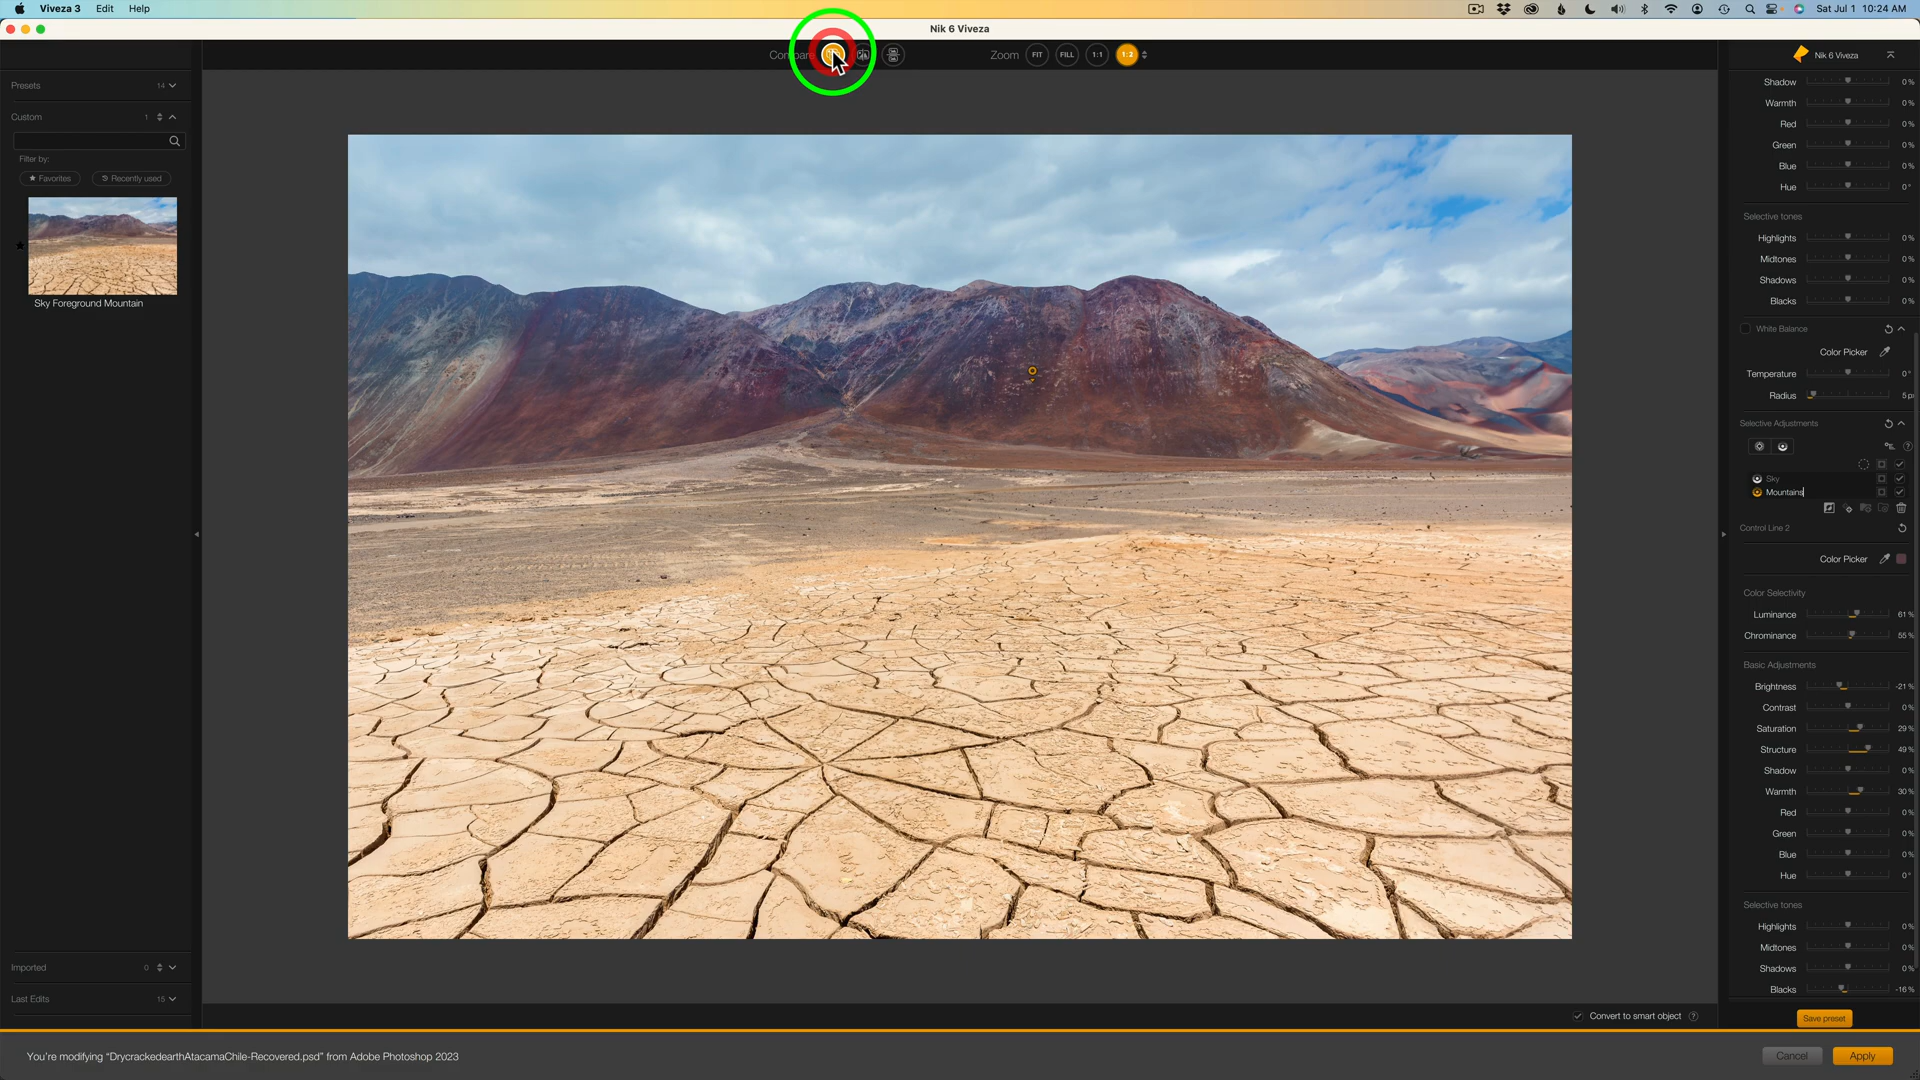 Viveza 3 Edit Help Sat Jul 1 10:24 AM
Nik 6 Viveza
Compare Zoom FIT FILL 1:1 1:2
Nik 6 Viveza
Presets 14
Custom 1
Filter by:
Favorites Recently used
Sky Foreground Mountain
Imported 0
Last Edits 15
Shadow 0%
Warmth 0%
Red 0%
Green 0%
Blue 0%
Hue 0°
Selective tones
Highlights 0%
Midtones 0%
Shadows 0%
Blacks 0%
White Balance
Color Picker
Temperature 0°
Radius 5 p
Selective Adjustments
Sky
Mountains
Control Line 2
Color Picker
Color Selectivity
Luminance 61%
Chrominance 55%
Basic Adjustments
Brightness -21%
Contrast 0%
Saturation 29%
Structure 49%
Shadow 0%
Warmth 30%
Red 0%
Green 0%
Blue 0%
Hue 0°
Selective tones
Highlights 0%
Midtones 0%
Shadows 0%
Blacks -16%
Convert to smart object ?
Save preset
You're modifying "DrycrackedearthAtacamaChile-Recovered.psd" from Adobe Photoshop 2023
Cancel Apply